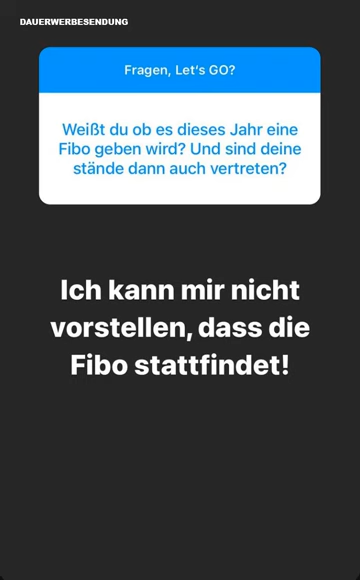 DAUERWERBESENDUNG
Fragen, Let's GO?
Weißt du ob es dieses Jahr eine
Fibo geben wird? Und sind deine
stände dann auch vertreten?
Ich kann mir nicht
vorstellen, dass die
Fibo stattfindet!